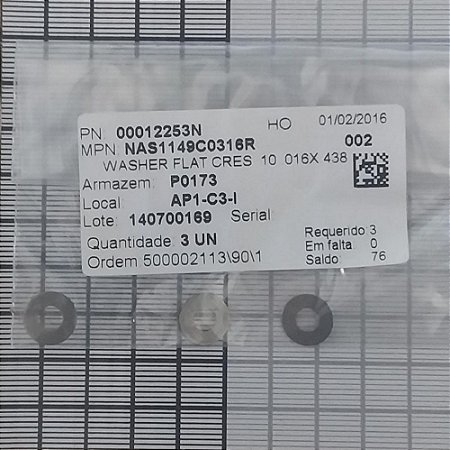 PN: 00012253N HO 01/02/2016
MPN: NAS1149C0316R 002
WASHER FLAT CRES 10 016X 438
Armazem: P0173
Local: AP1-C3-I
Lote: 140700169 Serial:
Quantidade 3 UN Requerido: 3
Em falta 0
Ordem 500002113\90\1 Saldo: 76